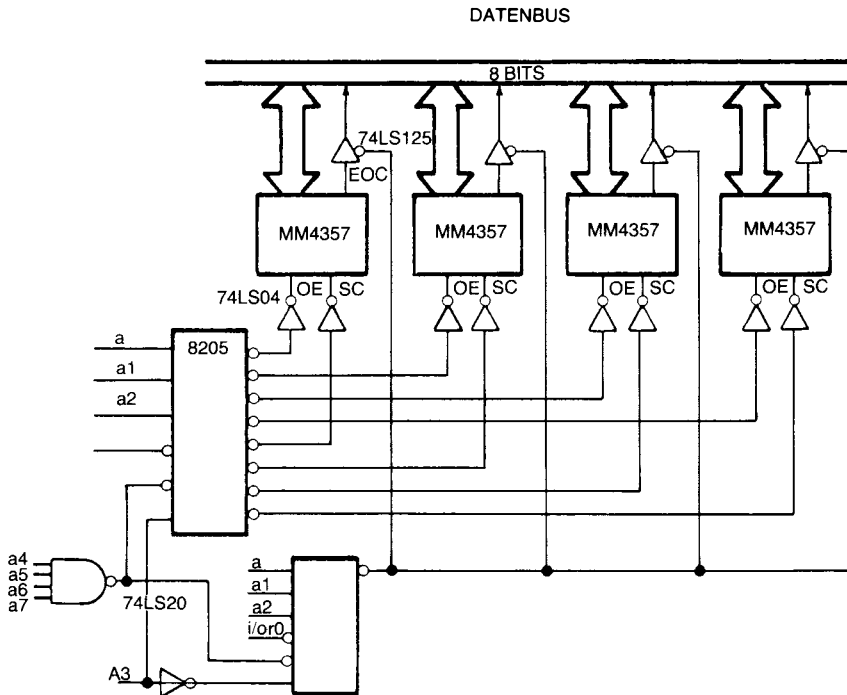 DATENBUS
8 BITS
74LS125
EOC
MM4357 MM4357 MM4357 MM4357
OE SC OE SC OE SC OE SC
74LS04
a 8205
a1
a2
a4
a5
a6
a7
74LS20
a
a1
a2
i/or0
A3